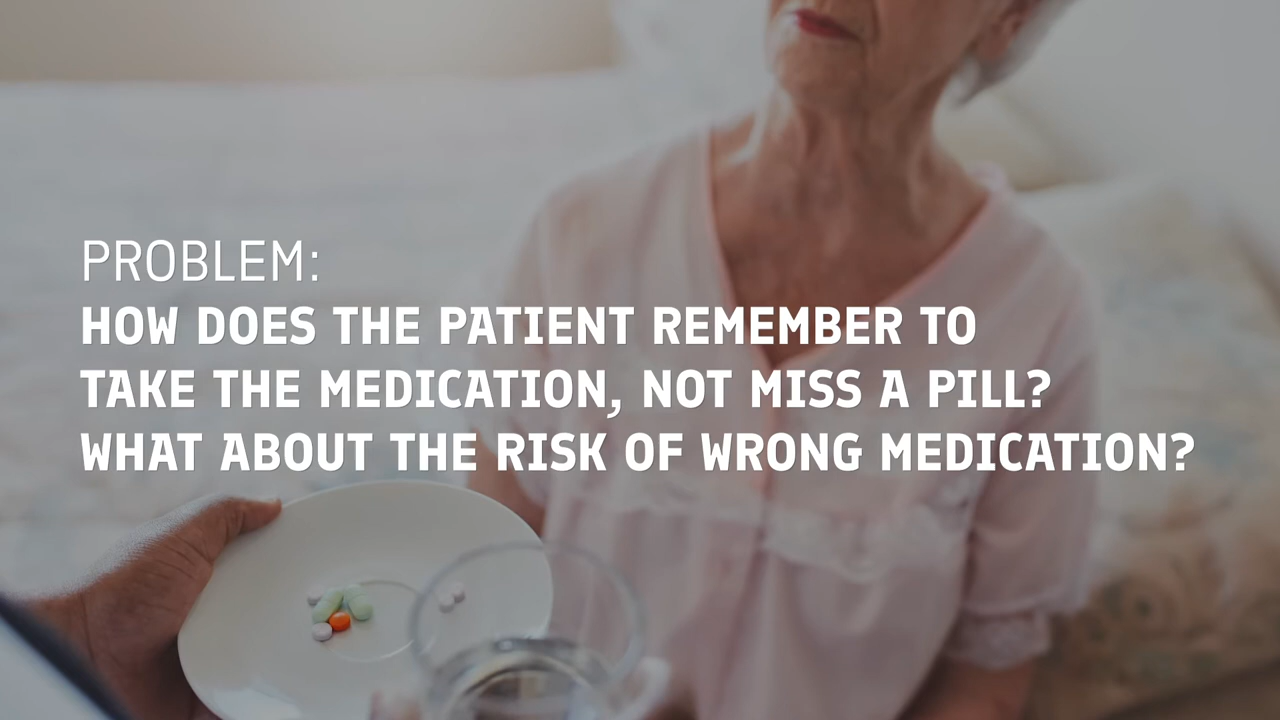 PROBLEM:
HOW DOES THE PATIENT REMEMBER TO
TAKE THE MEDICATION, NOT MISS A PILL?
WHAT ABOUT THE RISK OF WRONG MEDICATION?